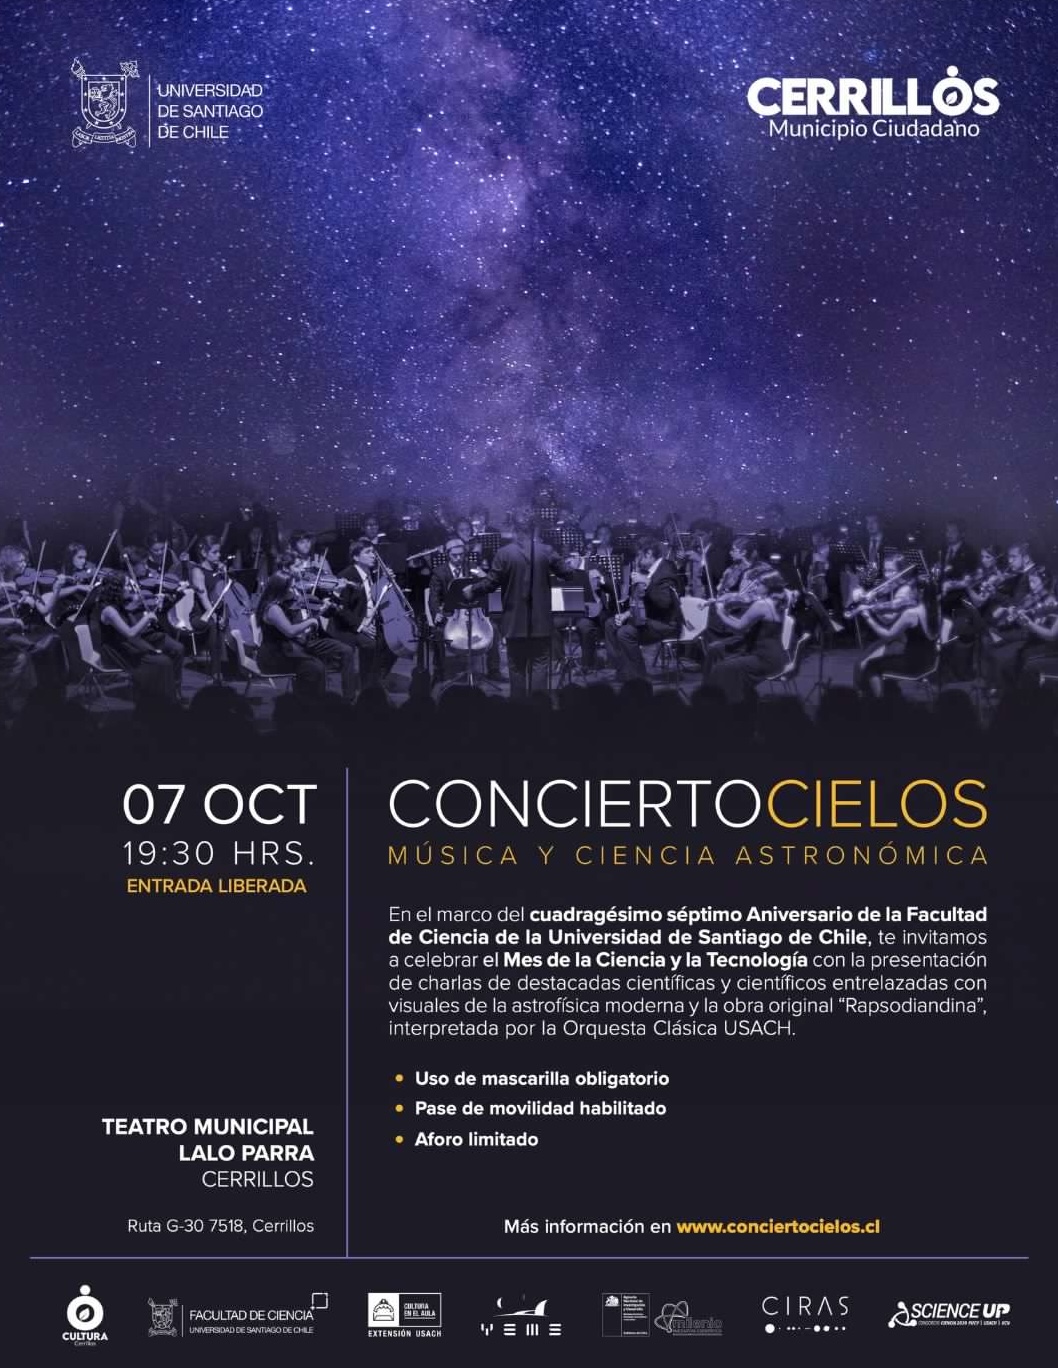 UNIVERSIDAD
DE SANTIAGO
DE CHILE
CERRILLOS
Municipio Ciudadano
07 OCT
19:30 HRS.
ENTRADA LIBERADA
TEATRO MUNICIPAL
LALO PARRA
CERRILLOS
Ruta G-30 7518, Cerrillos
CONCIERTOCIELOS
MÚSICA Y CIENCIA ASTRONÓMICA
En el marco del cuadragésimo séptimo Aniversario de la Facultad
de Ciencia de la Universidad de Santiago de Chile, te invitamos
a celebrar el Mes de la Ciencia y la Tecnología con la presentación
de charlas de destacadas científicas y científicos entrelazadas con
visuales de la astrofísica moderna y la obra original “Rapsodiandina”,
interpretada por la Orquesta Clásica USACH.
• Uso de mascarilla obligatorio
• Pase de movilidad habilitado
• Aforo limitado
Más información en www.conciertocielos.cl
CULTURA
Cerrillos
FACULTAD DE CIENCIA
UNIVERSIDAD DE SANTIAGO DE CHILE
CULTURA
EN EL AULA
EXTENSIÓN USACH
YEMS
milenio
CIRAS
SCIENCE UP